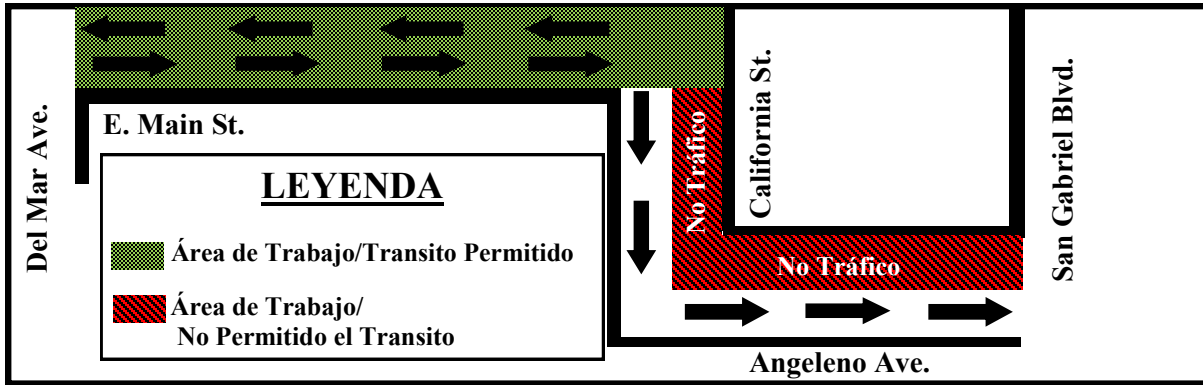 Del Mar Ave.
E. Main St.
LEYENDA
Área de Trabajo/Transito Permitido
Área de Trabajo/
No Permitido el Transito
No Tráfico
California St.
No Tráfico
Angeleno Ave.
San Gabriel Blvd.